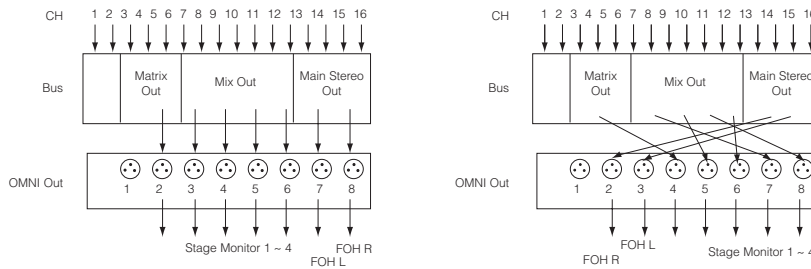 CH 1 2 3 4 5 6 7 8 9 10 11 12 13 14 15 16
Bus
Matrix Out
Mix Out
Main Stereo Out
OMNI Out
1 2 3 4 5 6 7 8
Stage Monitor 1 ~ 4
FOH R
FOH L
CH 1 2 3 4 5 6 7 8 9 10 11 12 13 14 15
Bus
Matrix Out
Mix Out
Main Stereo Out
OMNI Out
1 2 3 4 5 6 7 8
FOH L
FOH R
Stage Monitor 1 ~ 4